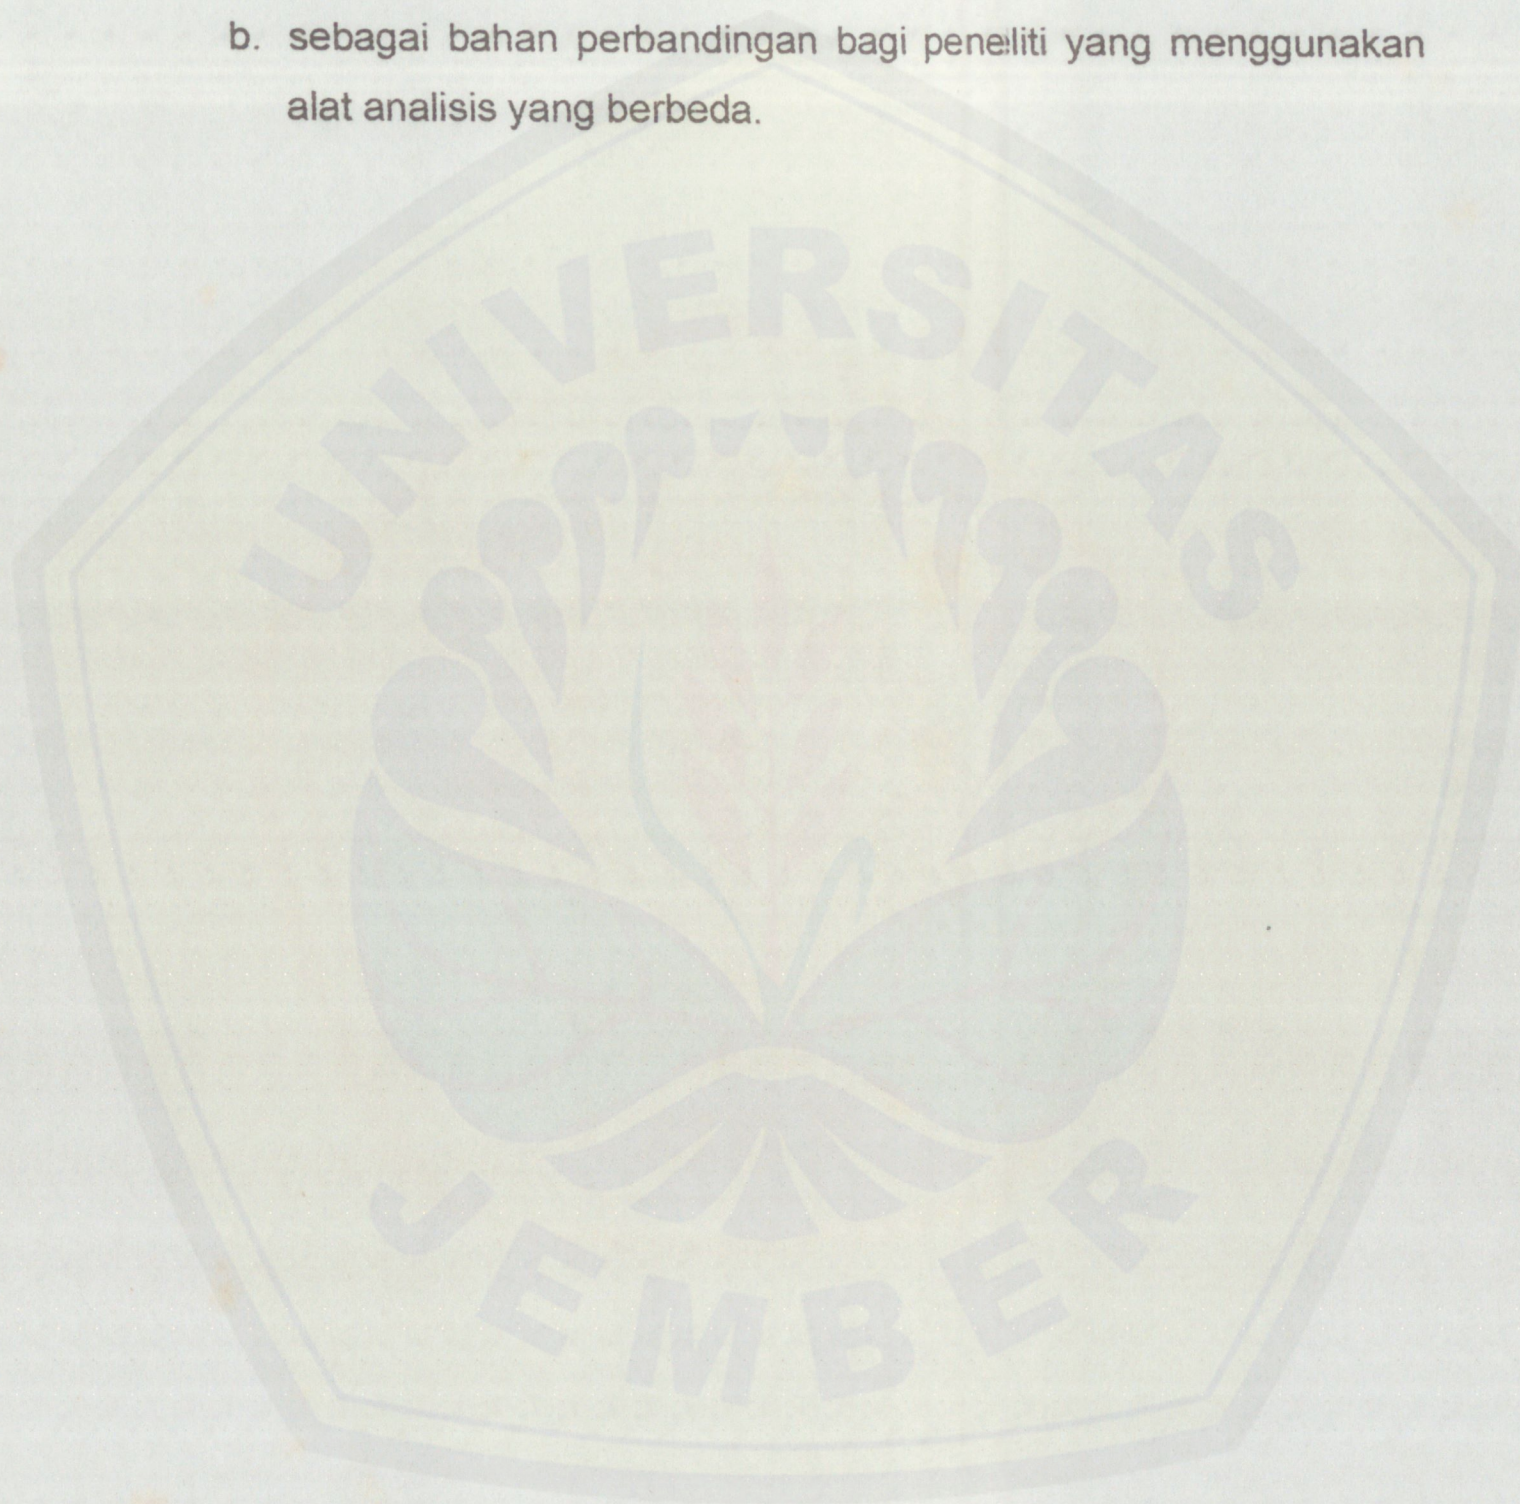 b. sebagai bahan perbandingan bagi peneliti yang menggunakan
alat analisis yang berbeda.
UNIVERSITAS
JEMBER